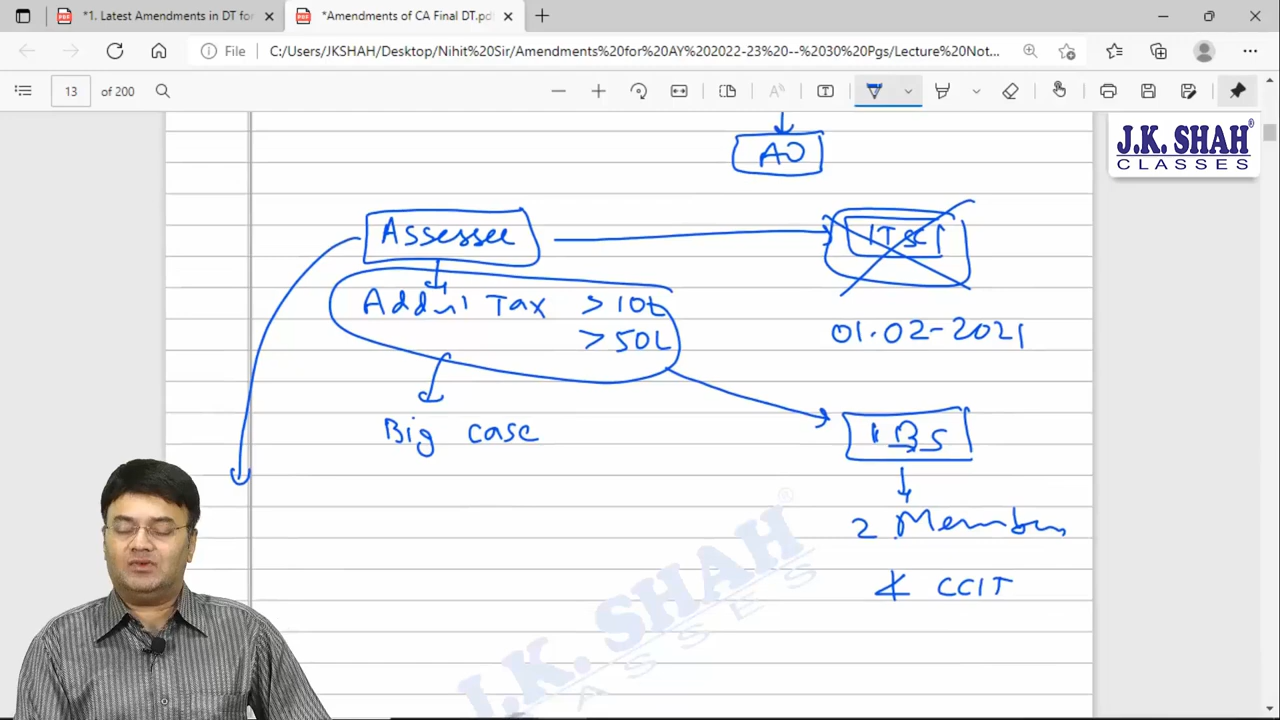 *1. Latest Amendments in DT for
*Amendments of CA Final DT.pd
File C:/Users/JKSHAH/Desktop/Nihit%20Sir/Amendments%20for%20AY%202022-23%20--%2030%20Pgs/Lecture%20Not...
13 of 200
J.K. SHAH®
CLASSES
AO
Assessee
ITSC
Addnl Tax >10L
>50L
01.02-2021
Big case
IBS
2 Members
≮ CCIT
J.K. SHAH®
CLASSES